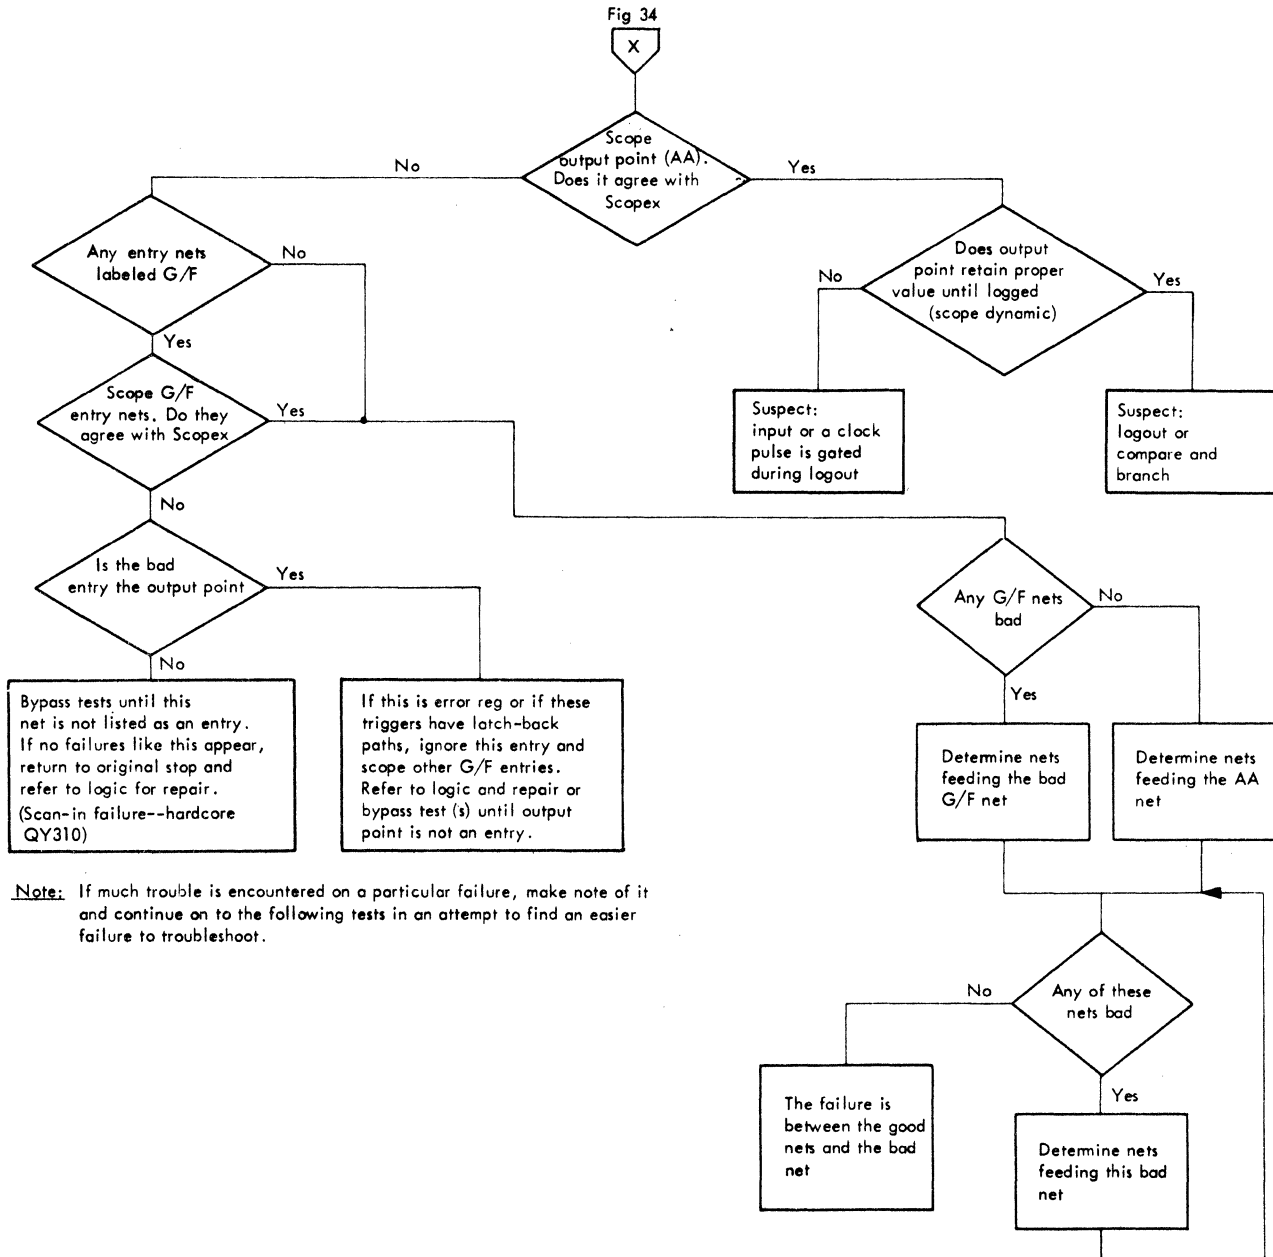 Fig 34
X
Scope
output point (AA).
Does it agree with
Scopex
No
Yes
Any entry nets
labeled G/F
No
Yes
Does output
point retain proper
value until logged
(scope dynamic)
No
Yes
Scope G/F
entry nets. Do they
agree with Scopex
Yes
No
Suspect:
input or a clock
pulse is gated
during logout
Suspect:
logout or
compare and
branch
Is the bad
entry the output point
Yes
No
Any G/F nets
bad
No
Yes
Bypass tests until this
net is not listed as an entry.
If no failures like this appear,
return to original stop and
refer to logic for repair.
(Scan-in failure--hardcore
QY310)
If this is error reg or if these
triggers have latch-back
paths, ignore this entry and
scope other G/F entries.
Refer to logic and repair or
bypass test (s) until output
point is not an entry.
Determine nets
feeding the bad
G/F net
Determine nets
feeding the AA
net
Note: If much trouble is encountered on a particular failure, make note of it
and continue on to the following tests in an attempt to find an easier
failure to troubleshoot.
Any of these
nets bad
No
Yes
The failure is
between the good
nets and the bad
net
Determine nets
feeding this bad
net